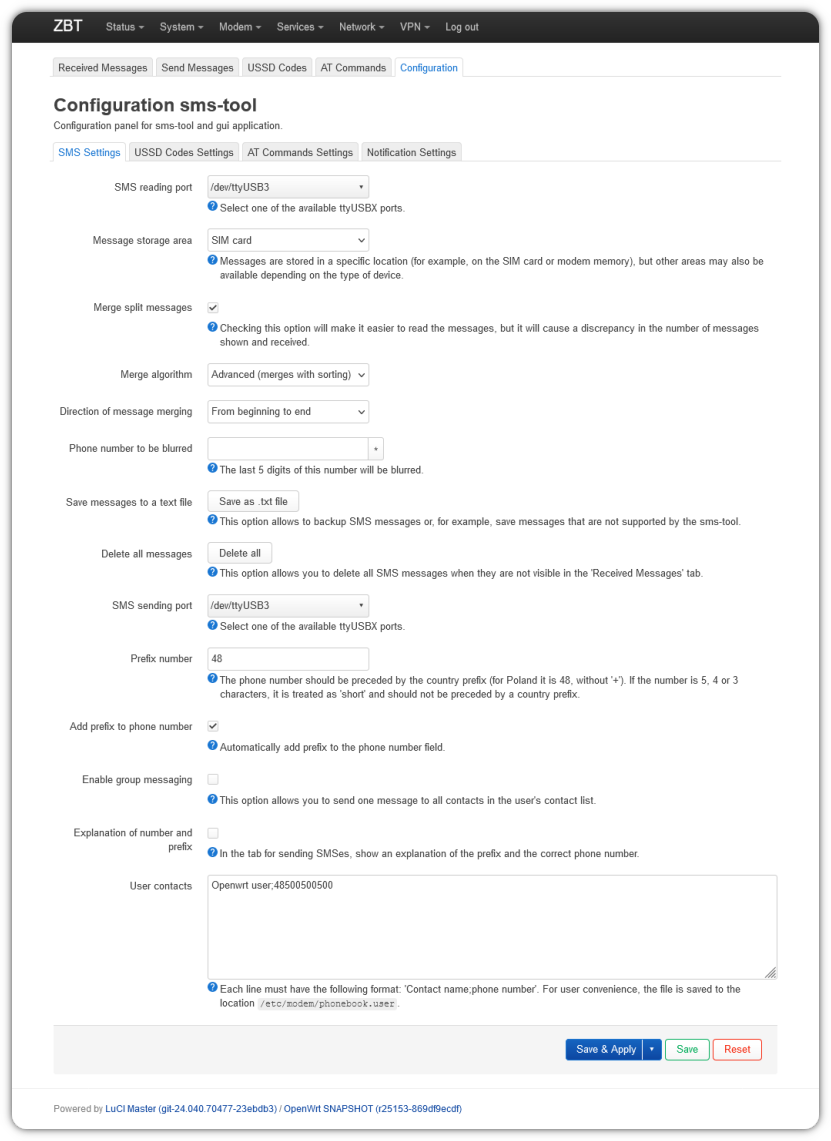 ZBT Status System Modem Services Network VPN Log out
Received Messages Send Messages USSD Codes AT Commands Configuration
Configuration sms-tool
Configuration panel for sms-tool and gui application.
SMS Settings USSD Codes Settings AT Commands Settings Notification Settings
SMS reading port /dev/ttyUSB3
Select one of the available ttyUSBX ports.
Message storage area SIM card
Messages are stored in a specific location (for example, on the SIM card or modem memory), but other areas may also be
available depending on the type of device.
Merge split messages
Checking this option will make it easier to read the messages, but it will cause a discrepancy in the number of messages
shown and received.
Merge algorithm Advanced (merges with sorting)
Direction of message merging From beginning to end
Phone number to be blurred *
The last 5 digits of this number will be blurred.
Save messages to a text file Save as .txt file
This option allows to backup SMS messages or, for example, save messages that are not supported by the sms-tool.
Delete all messages Delete all
This option allows you to delete all SMS messages when they are not visible in the 'Received Messages' tab.
SMS sending port /dev/ttyUSB3
Select one of the available ttyUSBX ports.
Prefix number 48
The phone number should be preceded by the country prefix (for Poland it is 48, without '+'). If the number is 5, 4 or 3
characters, it is treated as 'short' and should not be preceded by a country prefix.
Add prefix to phone number
Automatically add prefix to the phone number field.
Enable group messaging
This option allows you to send one message to all contacts in the user's contact list.
Explanation of number and
prefix
In the tab for sending SMSes, show an explanation of the prefix and the correct phone number.
User contacts Openwrt user;48500500500
Each line must have the following format: 'Contact name;phone number'. For user convenience, the file is saved to the
location /etc/modem/phonebook.user.
Save & Apply Save Reset
Powered by LuCI Master (git-24.040.70477-23ebdb3) / OpenWrt SNAPSHOT (r25153-869df9ecdf)